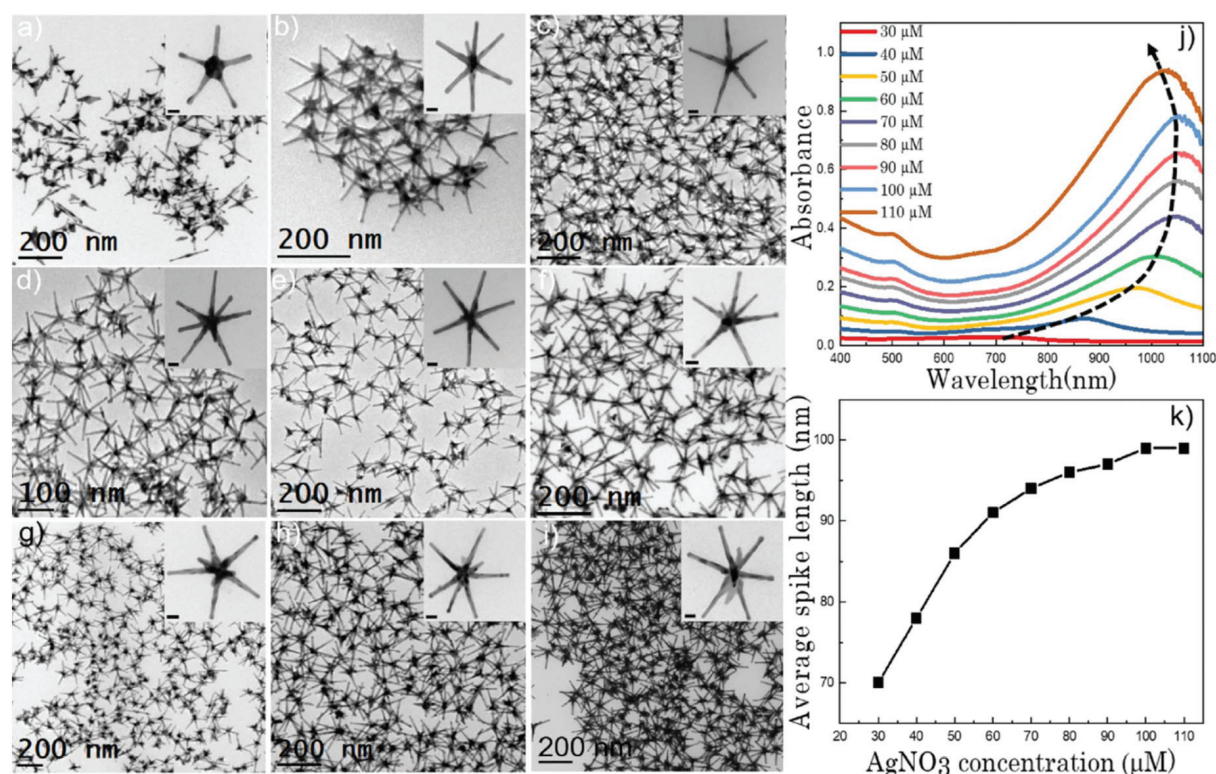 a)
200 nm
b)
200 nm
c)
200 nm
d)
100 nm
e)
200 nm
f)
200 nm
g)
200 nm
h)
200 nm
i)
200 nm
j)
30 µM
40 µM
50 µM
60 µM
70 µM
80 µM
90 µM
100 µM
110 µM
Absorbance
1.0
0.8
0.6
0.4
0.2
0.0
400 500 600 700 800 900 1000 1100
Wavelength(nm)
k)
Average spike length (nm)
100
90
80
70
20 30 40 50 60 70 80 90 100 110
AgNO3 concentration (µM)